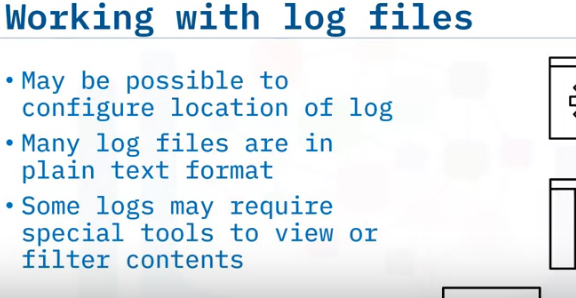 Working with log files
• May be possible to
configure location of log
• Many log files are in
plain text format
• Some logs may require
special tools to view or
filter contents